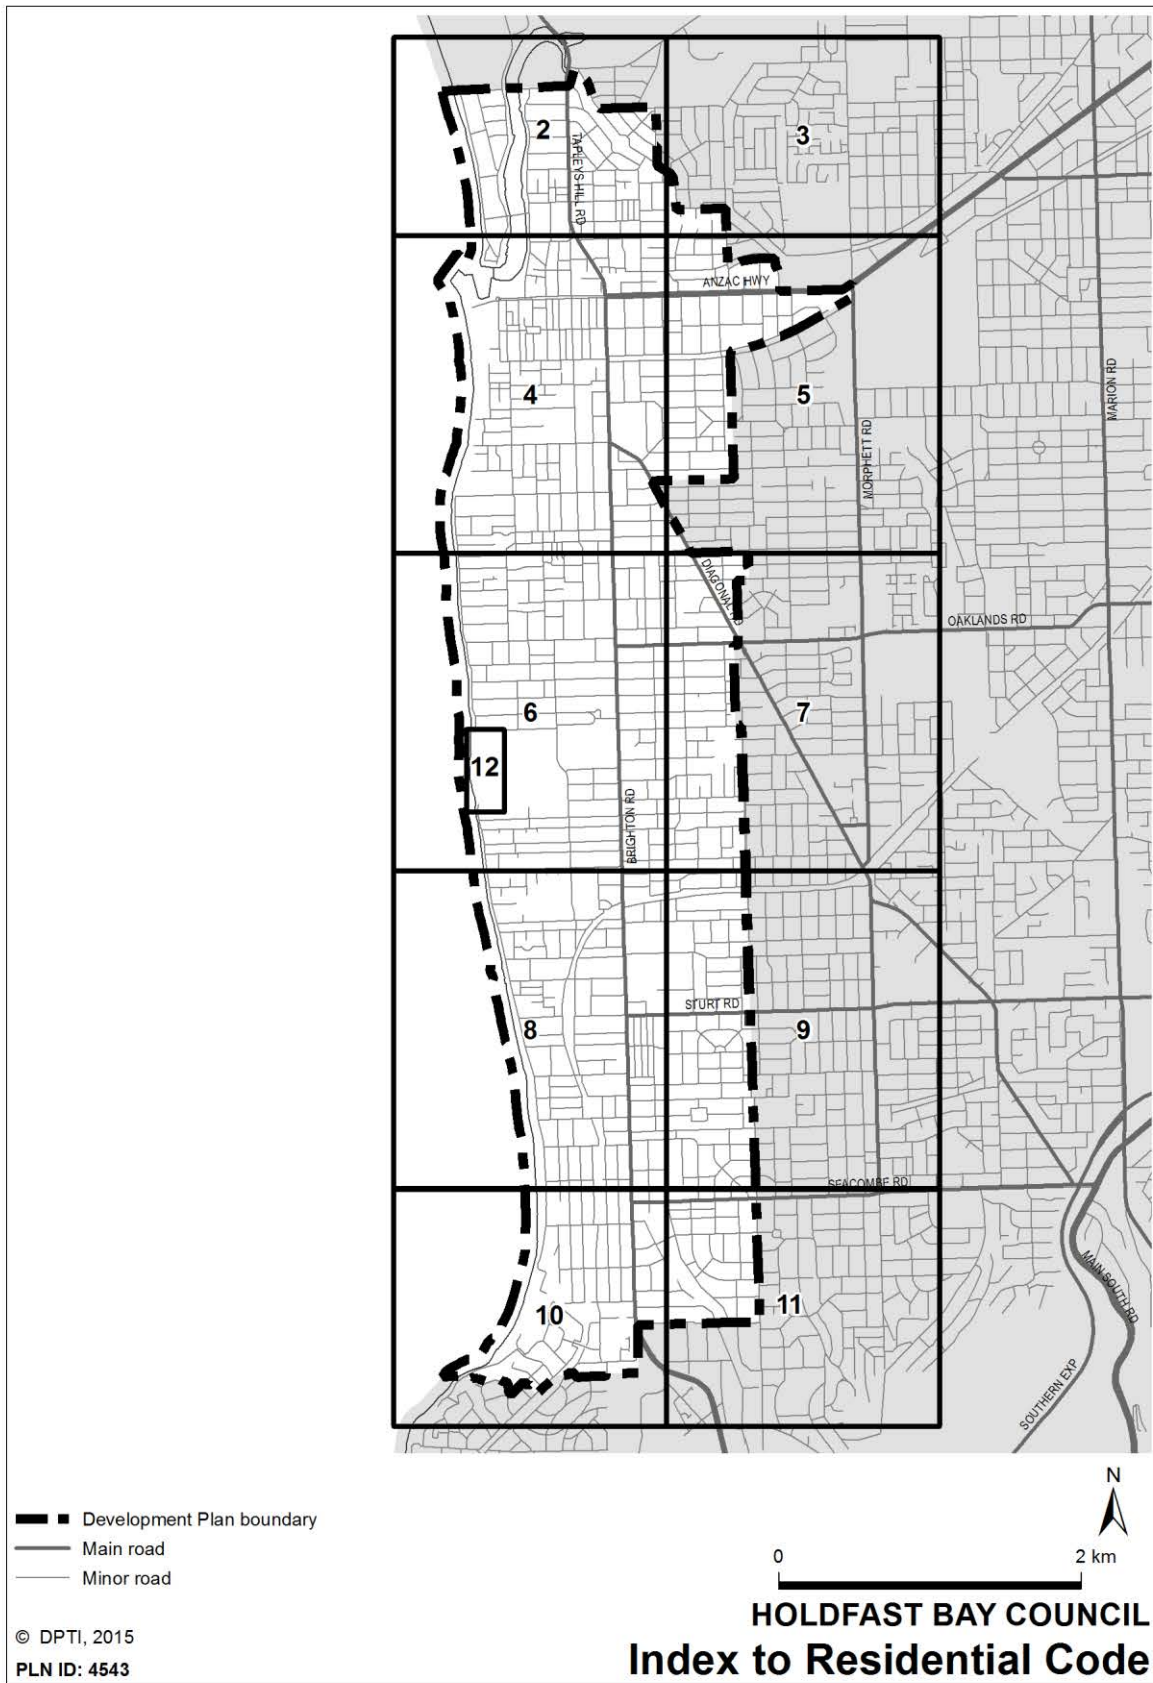 2
3
TAPLEYS HILL RD
ANZAC HWY
4
5
MARION RD
MORPHETT RD
DIAGONAL RD
OAKLANDS RD
6
7
12
BRIGHTON RD
STURT RD
8
9
SEACOMBE RD
10
11
MAIN SOUTH RD
SOUTHERN EXP
N
Development Plan boundary
Main road
Minor road
0
2 km
HOLDFAST BAY COUNCIL
Index to Residential Code
© DPTI, 2015
PLN ID: 4543